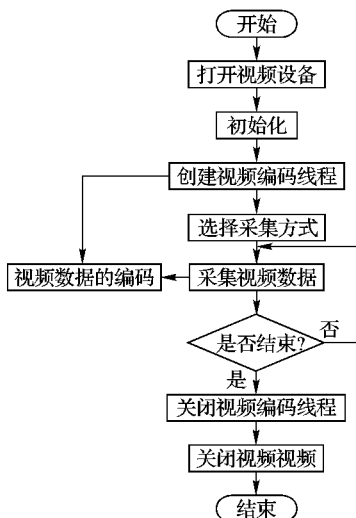 开始
打开视频设备
初始化
创建视频编码线程
选择采集方式
视频数据的编码
采集视频数据
是否结束?
否
是
关闭视频编码线程
关闭视频视频
结束